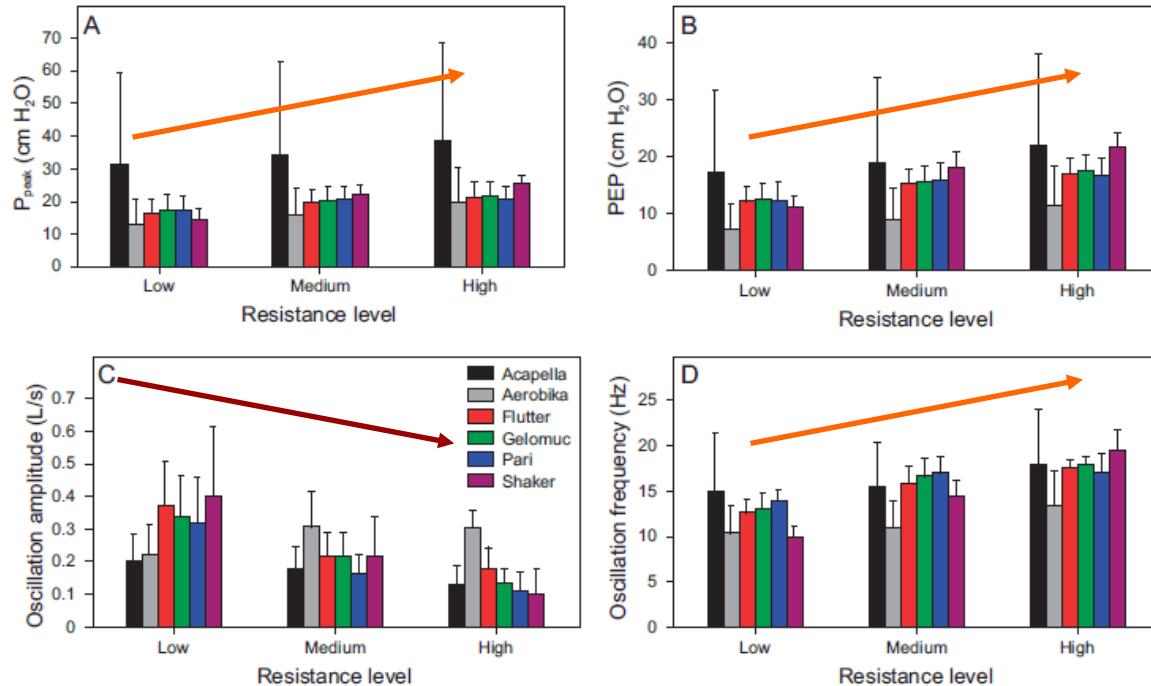 A
P_peak (cm H₂O)
70
60
50
40
30
20
10
0
Low Medium High
Resistance level
B
PEP (cm H₂O)
40
30
20
10
0
Low Medium High
Resistance level
C
Oscillation amplitude (L/s)
0.7
0.6
0.5
0.4
0.3
0.2
0.1
0
Acapella
Aerobika
Flutter
Gelomuc
Pari
Shaker
Low Medium High
Resistance level
D
Oscillation frequency (Hz)
25
20
15
10
5
0
Low Medium High
Resistance level